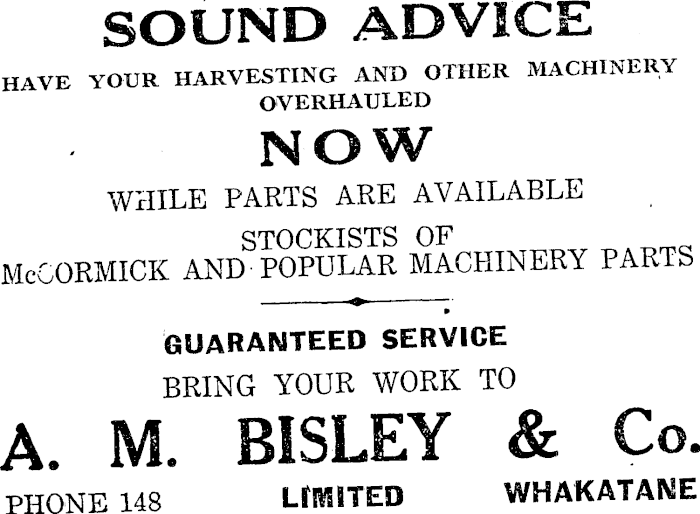 SOUND ADVICE
HAVE YOUR HARVESTING AND OTHER MACHINERY
OVERHAULED
NOW
WHILE PARTS ARE AVAILABLE
STOCKISTS OF
McCORMICK AND POPULAR MACHINERY PARTS
GUARANTEED SERVICE
BRING YOUR WORK TO
A. M. BISLEY & Co.
PHONE 148 LIMITED WHAKATANE